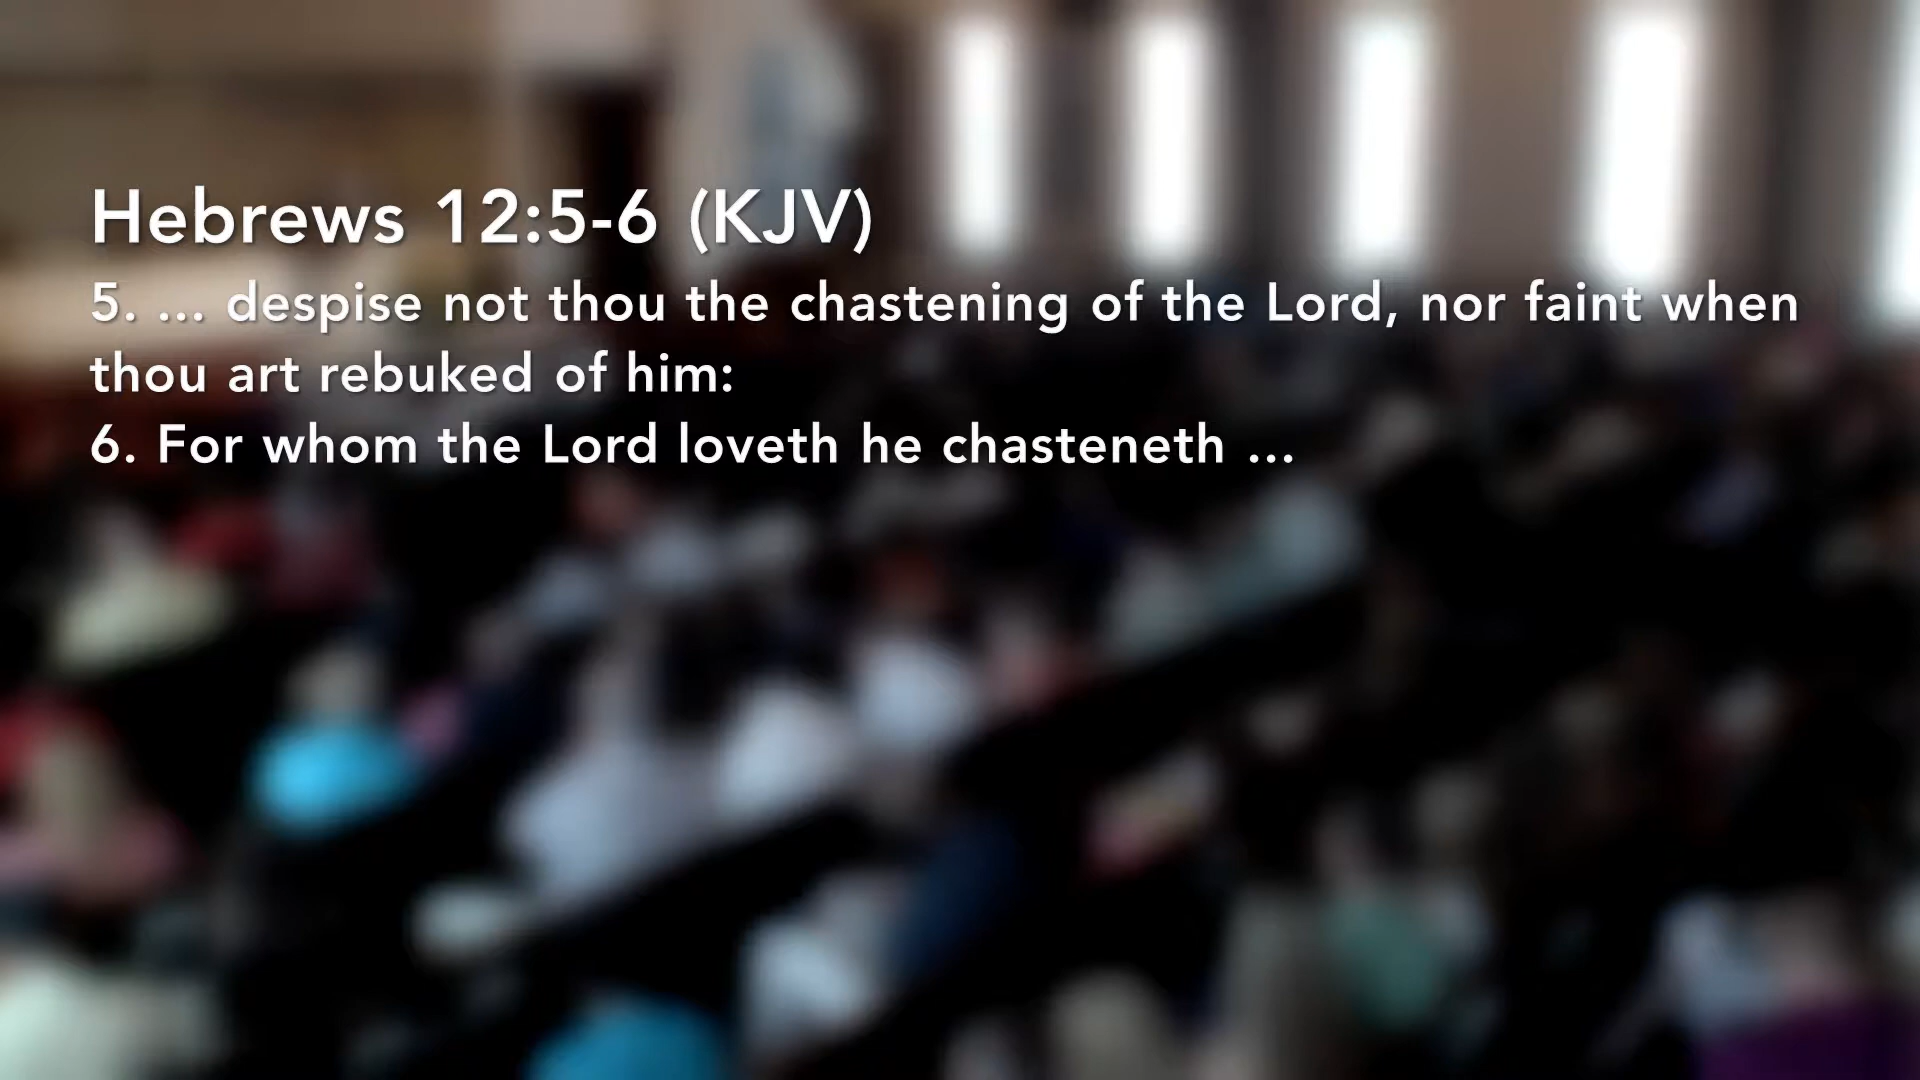 Hebrews 12:5-6 (KJV)
5. ... despise not thou the chastening of the Lord, nor faint when
thou art rebuked of him:
6. For whom the Lord loveth he chasteneth ...